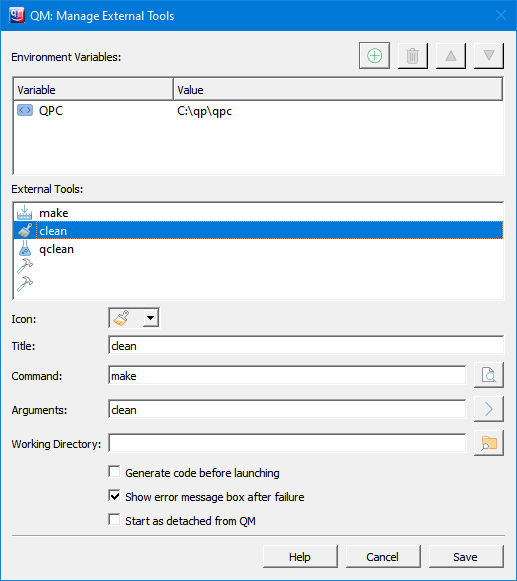 QM: Manage External Tools
Environment Variables:
Variable Value
QPC C:\qp\qpc
External Tools:
make
clean
qclean
Icon:
Title: clean
Command: make
Arguments: clean
Working Directory:
Generate code before launching
Show error message box after failure
Start as detached from QM
Help Cancel Save